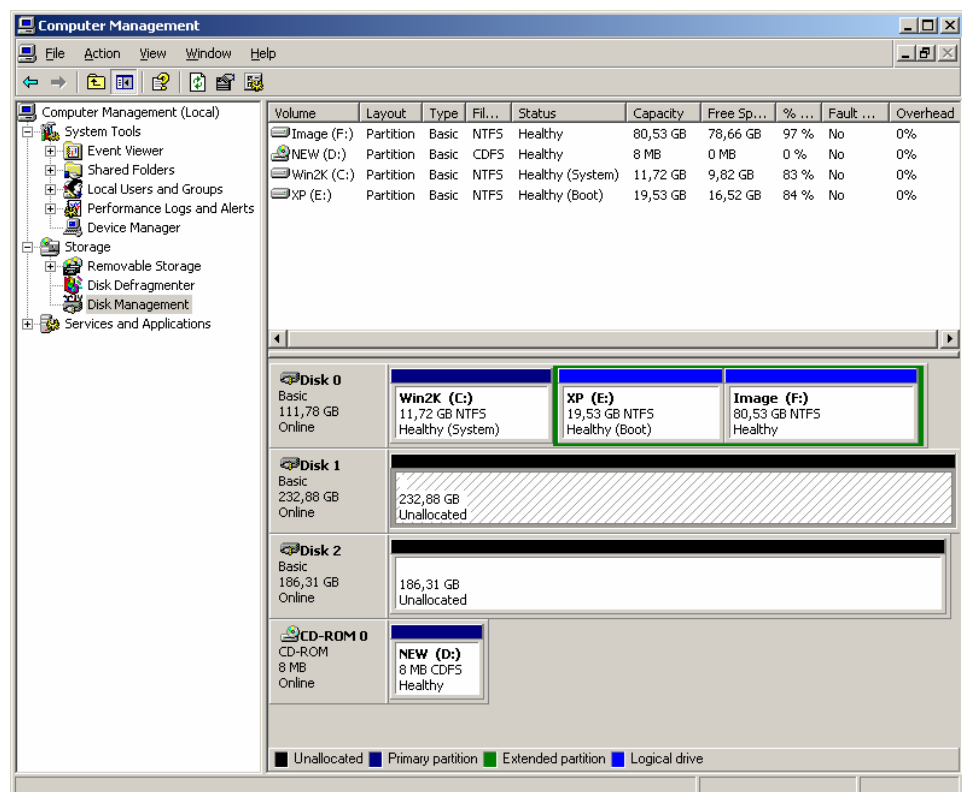 Computer Management
File Action View Window Help
Computer Management (Local)
System Tools
Event Viewer
Shared Folders
Local Users and Groups
Performance Logs and Alerts
Device Manager
Storage
Removable Storage
Disk Defragmenter
Disk Management
Services and Applications
Volume Layout Type Fil... Status Capacity Free Sp... % ... Fault ... Overhead
Image (F:) Partition Basic NTFS Healthy 80,53 GB 78,66 GB 97 % No 0%
NEW (D:) Partition Basic CDFS Healthy 8 MB 0 MB 0 % No 0%
Win2K (C:) Partition Basic NTFS Healthy (System) 11,72 GB 9,82 GB 83 % No 0%
XP (E:) Partition Basic NTFS Healthy (Boot) 19,53 GB 16,52 GB 84 % No 0%
Disk 0
Basic
111,78 GB
Online
Win2K (C:)
11,72 GB NTFS
Healthy (System)
XP (E:)
19,53 GB NTFS
Healthy (Boot)
Image (F:)
80,53 GB NTFS
Healthy
Disk 1
Basic
232,88 GB
Online
232,88 GB
Unallocated
Disk 2
Basic
186,31 GB
Online
186,31 GB
Unallocated
CD-ROM 0
CD-ROM
8 MB
Online
NEW (D:)
8 MB CDFS
Healthy
Unallocated Primary partition Extended partition Logical drive